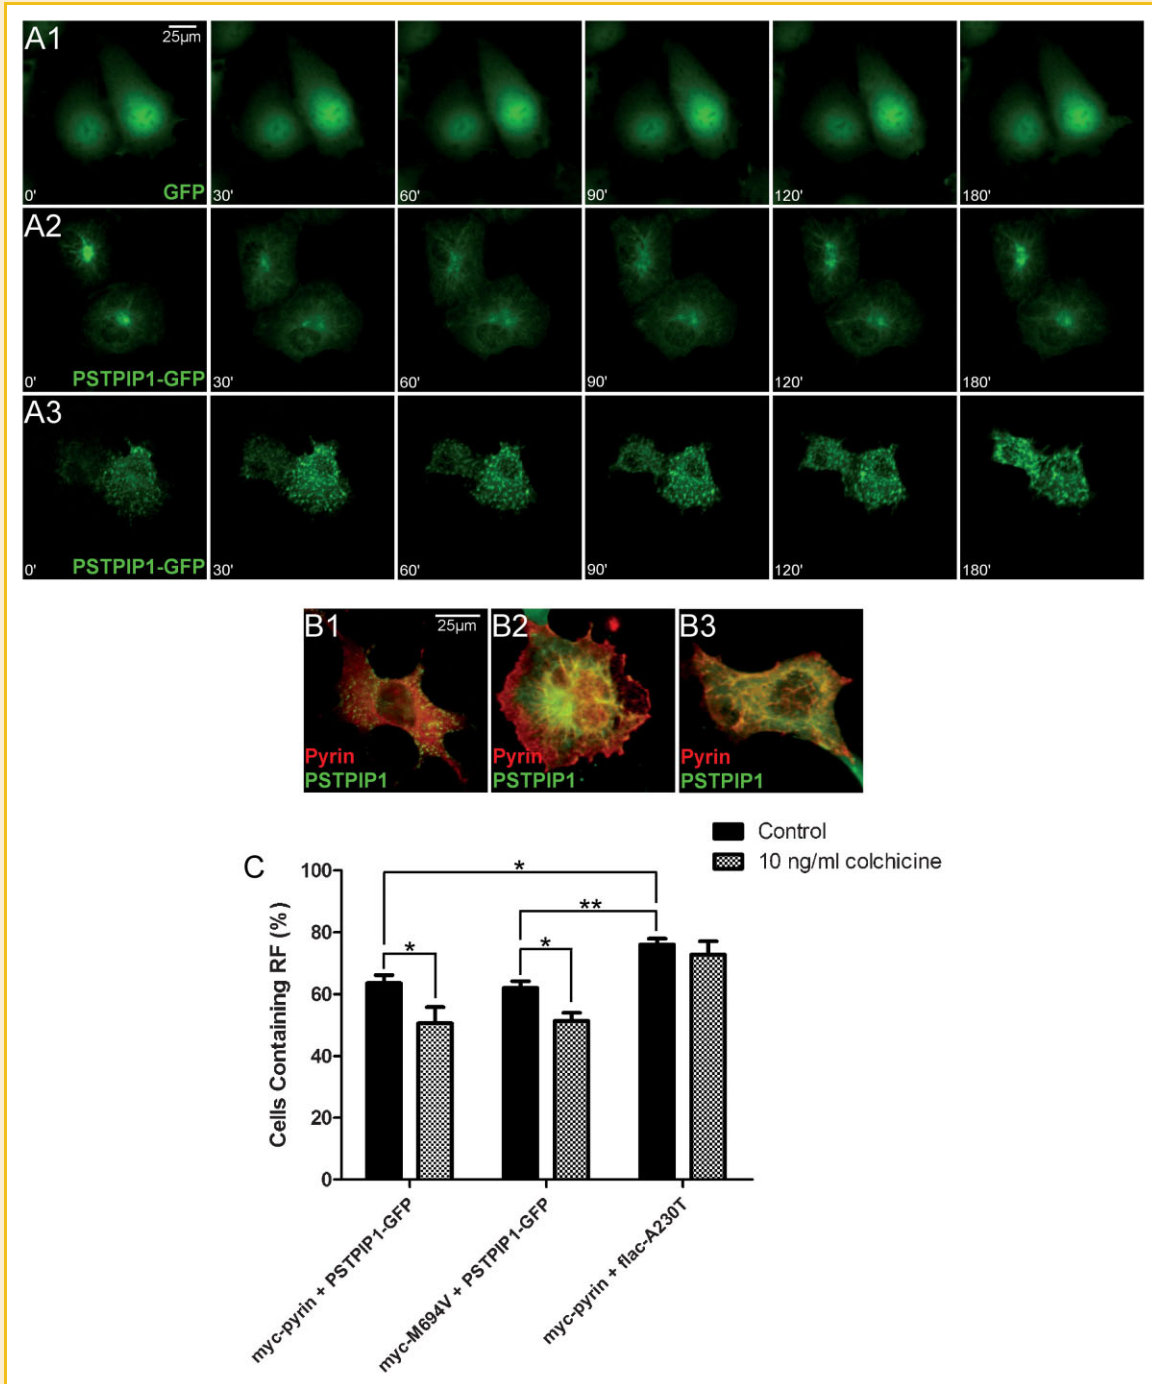 A1
25µm
0'
GFP
30'
60'
90'
120'
180'
A2
0'
PSTPIP1-GFP
30'
60'
90'
120'
180'
A3
0'
PSTPIP1-GFP
30'
60'
90'
120'
180'
B1
25µm
Pyrin
PSTPIP1
B2
Pyrin
PSTPIP1
B3
Pyrin
PSTPIP1
Control
10 ng/ml colchicine
C
Cells Containing RF (%)
100
80
60
40
20
0
*
**
*
*
myc-pyrin + PSTPIP1-GFP
myc-M694V + PSTPIP1-GFP
myc-pyrin + flac-A230T